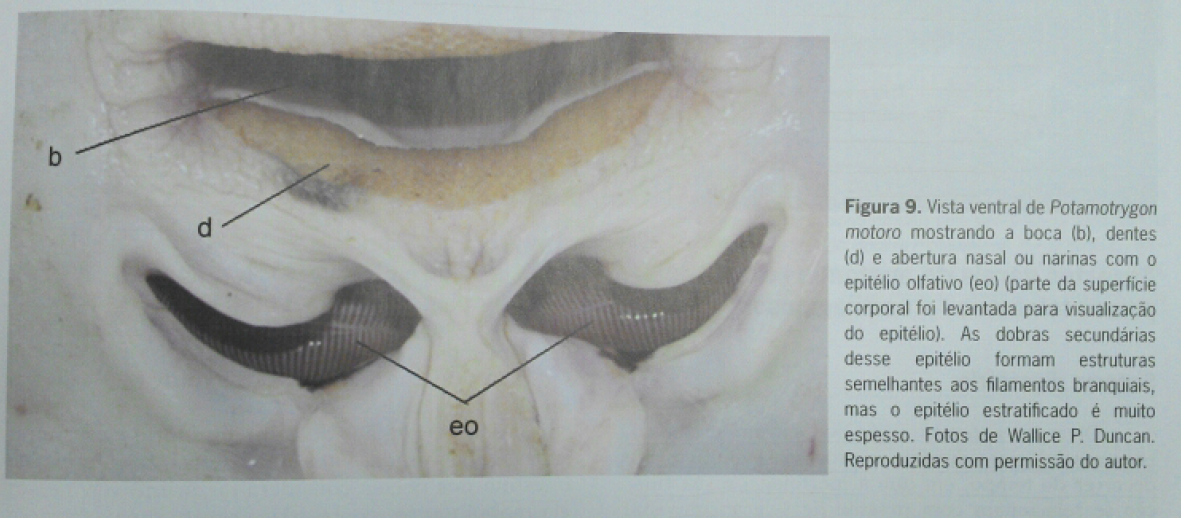 b
d
eo
Figura 9. Vista ventral de Potamotrygon
motoro mostrando a boca (b), dentes
(d) e abertura nasal ou narinas com o
epitélio olfativo (eo) (parte da superfície
corporal foi levantada para visualização
do epitélio). As dobras secundárias
desse epitélio formam estruturas
semelhantes aos filamentos branquiais,
mas o epitélio estratificado é muito
espesso. Fotos de Wallice P. Duncan.
Reproduzidas com permissão do autor.